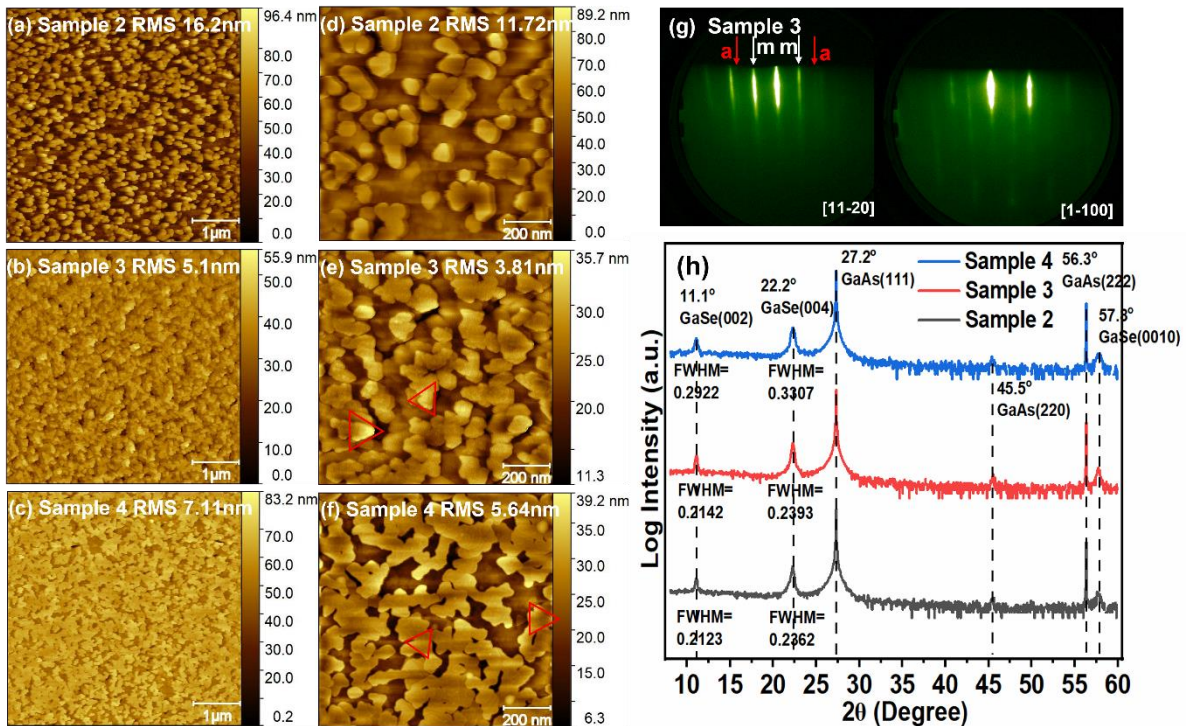 (a) Sample 2 RMS 16.2nm
96.4 nm
80.0
70.0
60.0
50.0
40.0
30.0
20.0
0.0
1µm
(d) Sample 2 RMS 11.72nm
89.2 nm
80.0
70.0
60.0
50.0
40.0
30.0
20.0
0.0
200 nm
(g) Sample 3
a m m a
[11-20]
[1-100]
(b) Sample 3 RMS 5.1nm
55.9 nm
50.0
40.0
30.0
20.0
10.0
0.0
1µm
(e) Sample 3 RMS 3.81nm
35.7 nm
30.0
25.0
20.0
11.3
200 nm
(c) Sample 4 RMS 7.11nm
83.2 nm
70.0
60.0
50.0
40.0
30.0
20.0
0.2
1µm
(f) Sample 4 RMS 5.64nm
39.2 nm
35.0
30.0
25.0
20.0
15.0
6.3
200 nm
(h)
Sample 4
Sample 3
Sample 2
11.1°
GaSe(002)
22.2°
GaSe(004)
27.2°
GaAs(111)
56.3°
GaAs(222)
57.8°
GaSe(0010)
45.5°
GaAs(220)
FWHM=
0.2922
FWHM=
0.3307
FWHM=
0.2142
FWHM=
0.2393
FWHM=
0.2123
FWHM=
0.2362
Log Intensity (a.u.)
10 15 20 25 30 35 40 45 50 55 60
2θ (Degree)